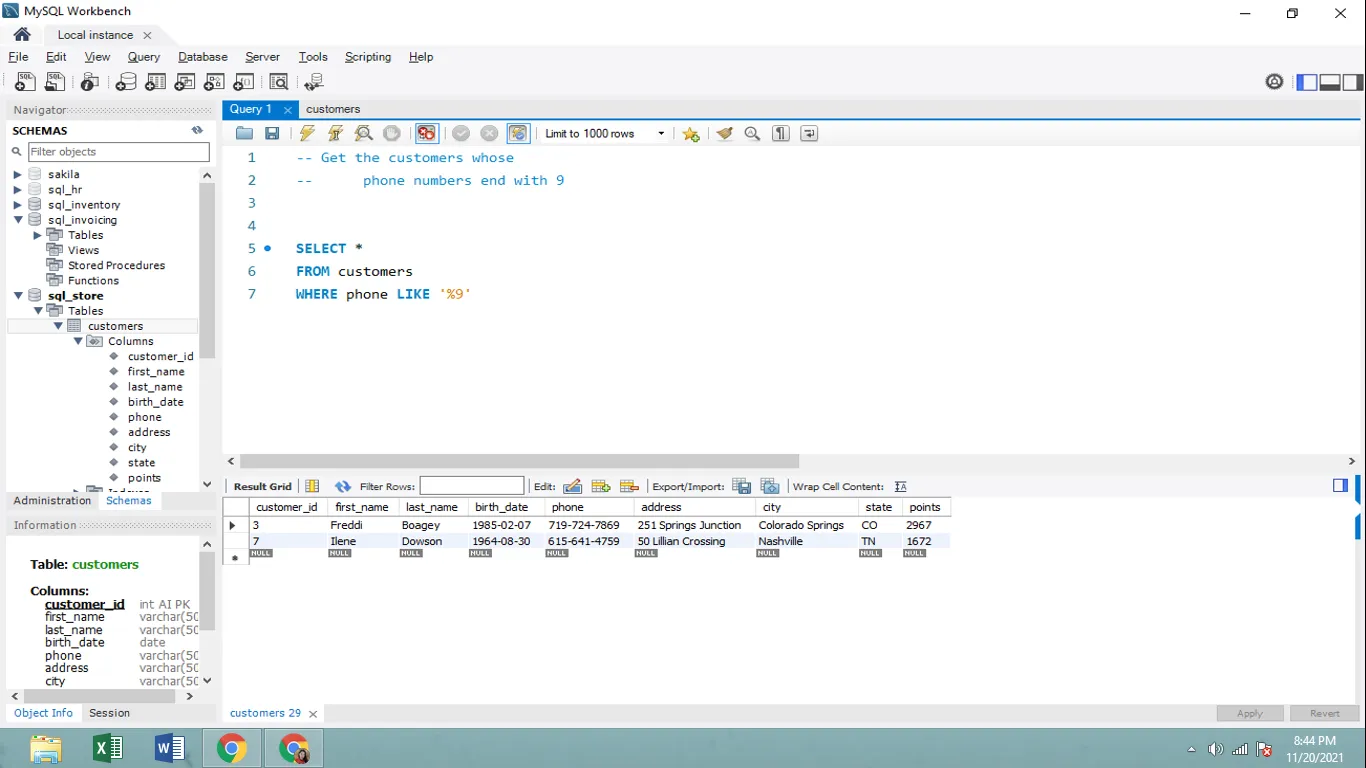 MySQL Workbench
Local instance
File Edit View Query Database Server Tools Scripting Help
Navigator
SCHEMAS
Filter objects
sakila
sql_hr
sql_inventory
sql_invoicing
Tables
Views
Stored Procedures
Functions
sql_store
Tables
customers
Columns
customer_id
first_name
last_name
birth_date
phone
address
city
state
points
Administration Schemas
Information
Table: customers
Columns:
customer_id int AI PK
first_name varchar(50
last_name varchar(50
birth_date date
phone varchar(50
address varchar(50
city varchar(50
Object Info Session
Query 1 customers
Limit to 1000 rows
1 -- Get the customers whose
2 -- phone numbers end with 9
3
4
5 SELECT *
6 FROM customers
7 WHERE phone LIKE '%9'
Result Grid Filter Rows: Edit: Export/Import: Wrap Cell Content:
customer_id first_name last_name birth_date phone address city state points
3 Freddi Boagey 1985-02-07 719-724-7869 251 Springs Junction Colorado Springs CO 2967
7 Ilene Dowson 1964-08-30 615-641-4759 50 Lillian Crossing Nashville TN 1672
NULL NULL NULL NULL NULL NULL NULL NULL NULL
customers 29
Apply Revert
8:44 PM
11/20/2021